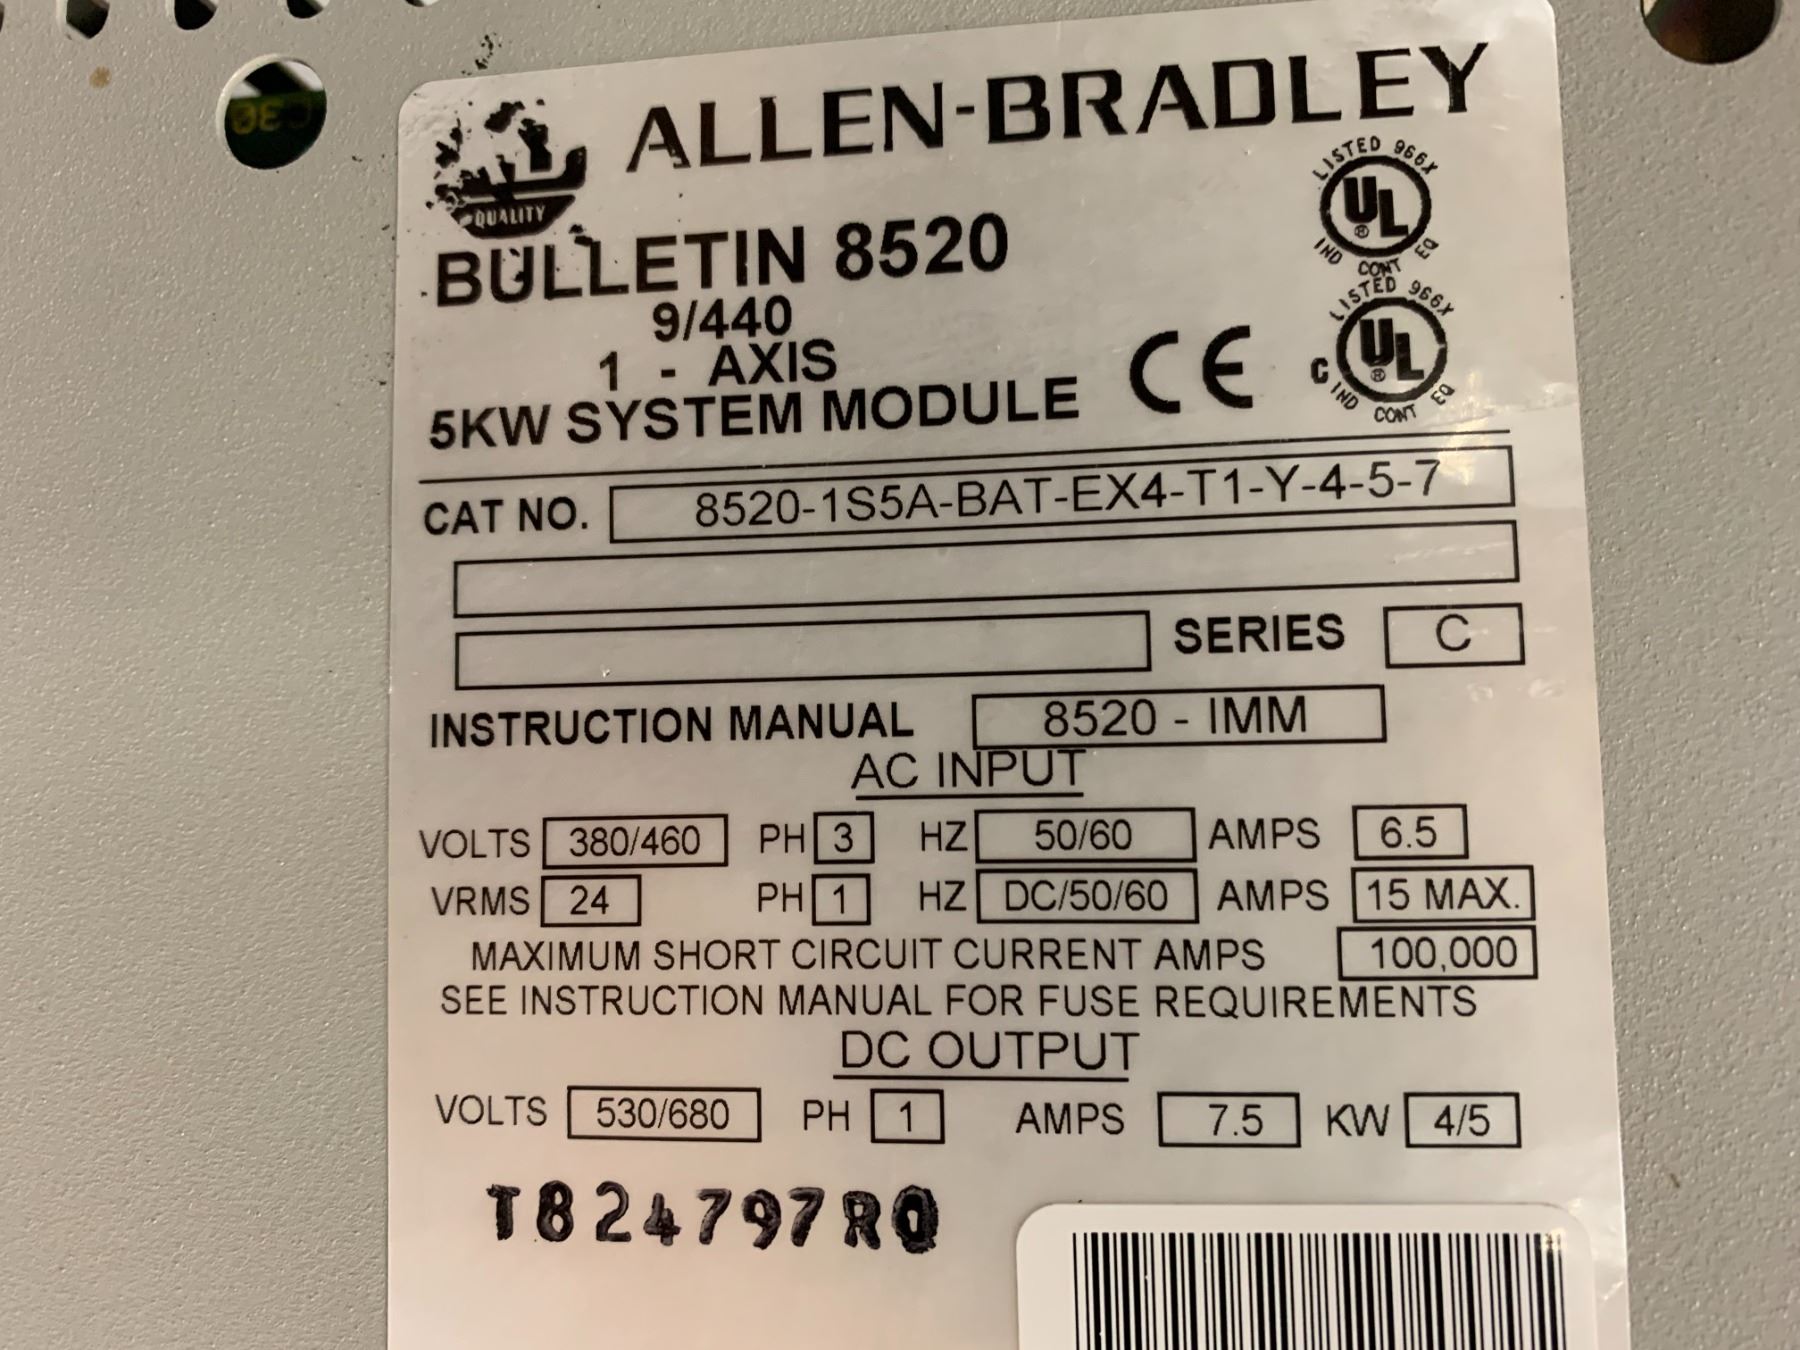 ALLEN-BRADLEY
QUALITY
BULLETIN 8520
9/440
1 - AXIS
5KW SYSTEM MODULE
CE
LISTED 966X
UL
®
IND CONT EQ
LISTED 966X
C UL
®
IND CONT EQ
CAT NO. 8520-1S5A-BAT-EX4-T1-Y-4-5-7
SERIES C
INSTRUCTION MANUAL 8520 - IMM
AC INPUT
VOLTS 380/460 PH 3 HZ 50/60 AMPS 6.5
VRMS 24 PH 1 HZ DC/50/60 AMPS 15 MAX.
MAXIMUM SHORT CIRCUIT CURRENT AMPS 100,000
SEE INSTRUCTION MANUAL FOR FUSE REQUIREMENTS
DC OUTPUT
VOLTS 530/680 PH 1 AMPS 7.5 KW 4/5
T824797R0